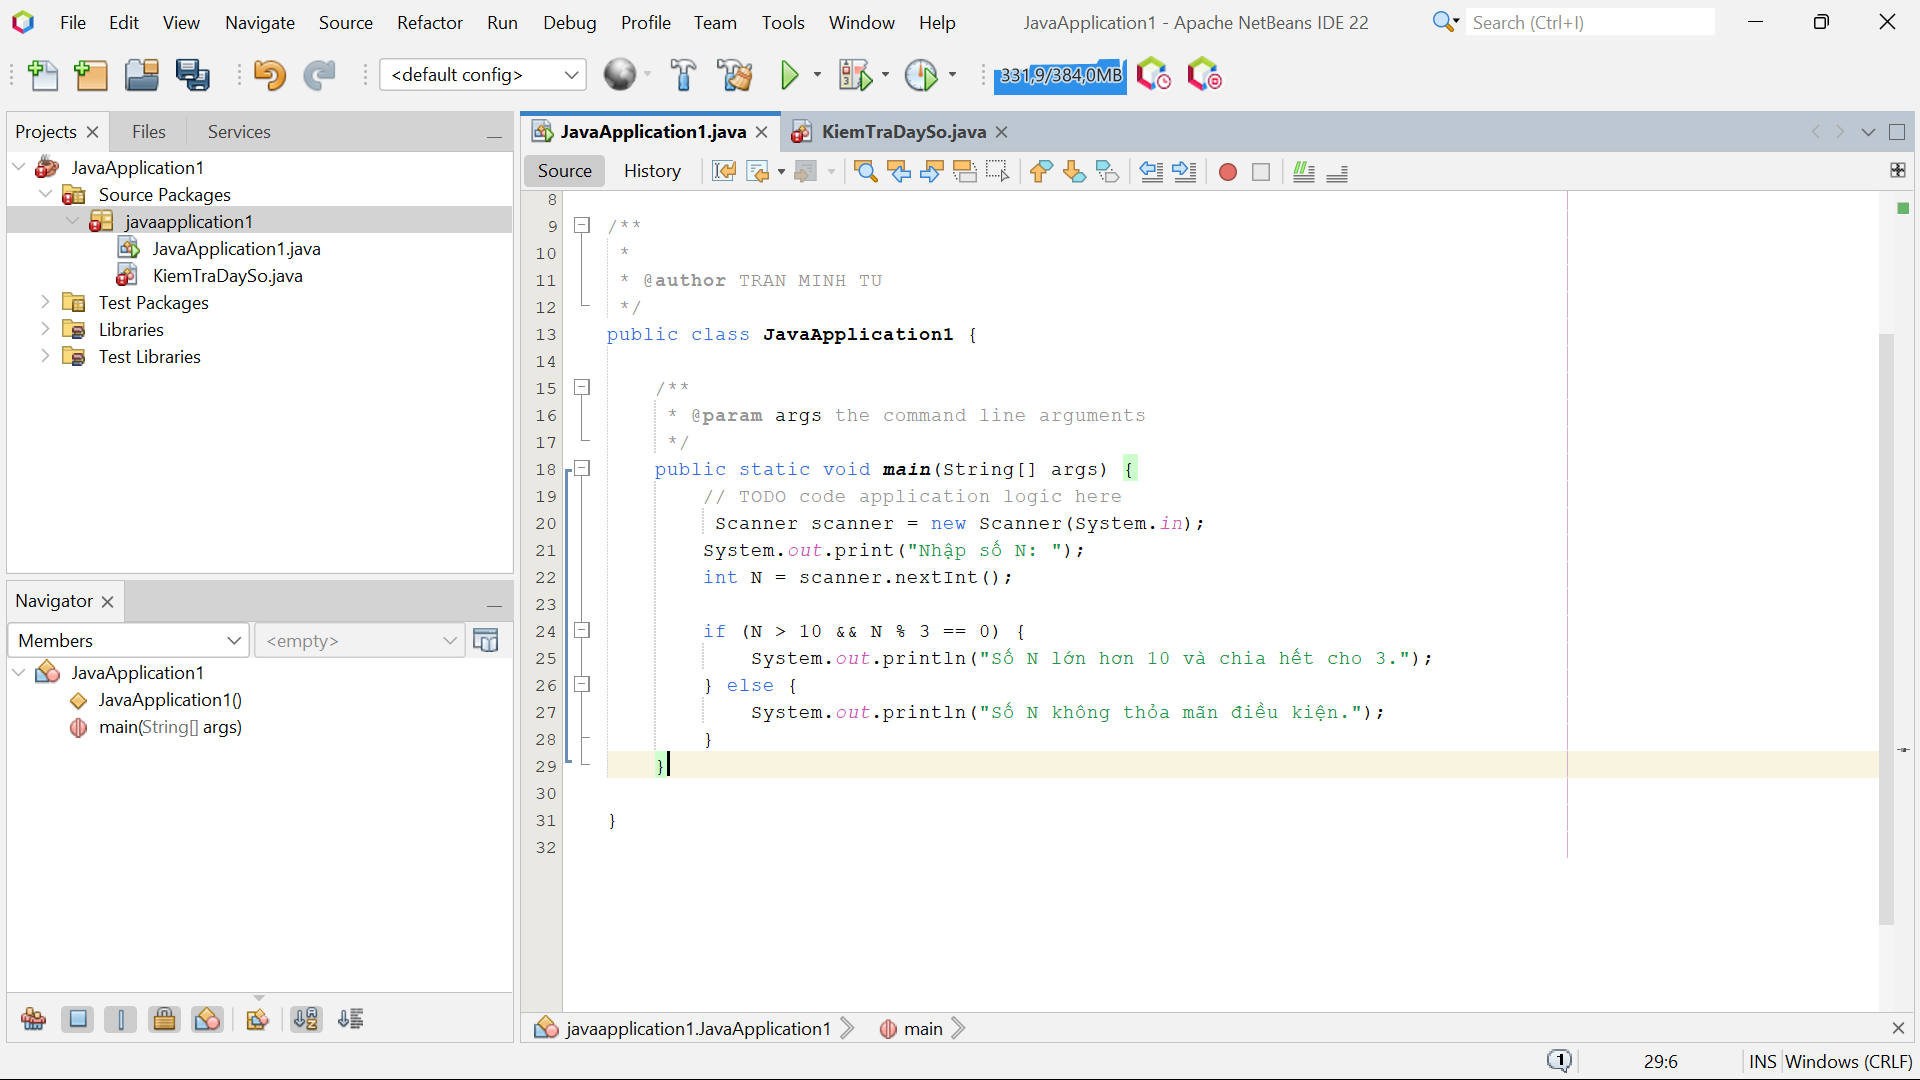 File Edit View Navigate Source Refactor Run Debug Profile Team Tools Window Help JavaApplication1 - Apache NetBeans IDE 22 Search (Ctrl+I)
<default config> 331,9/384,0MB
Projects Files Services
JavaApplication1
Source Packages
javaapplication1
JavaApplication1.java
KiemTraDaySo.java
Test Packages
Libraries
Test Libraries
Navigator
Members <empty>
JavaApplication1
JavaApplication1()
main(String[] args)
JavaApplication1.java KiemTraDaySo.java
Source History
8
9 /**
10 *
11 * @author TRAN MINH TU
12 */
13 public class JavaApplication1 {
14
15 /**
16 * @param args the command line arguments
17 */
18 public static void main(String[] args) {
19 // TODO code application logic here
20 Scanner scanner = new Scanner(System.in);
21 System.out.print("Nhập số N: ");
22 int N = scanner.nextInt();
23
24 if (N > 10 && N % 3 == 0) {
25 System.out.println("Số N lớn hơn 10 và chia hết cho 3.");
26 } else {
27 System.out.println("Số N không thỏa mãn điều kiện.");
28 }
29 }
30
31 }
32
javaapplication1.JavaApplication1 main
1 29:6 INS Windows (CRLF)